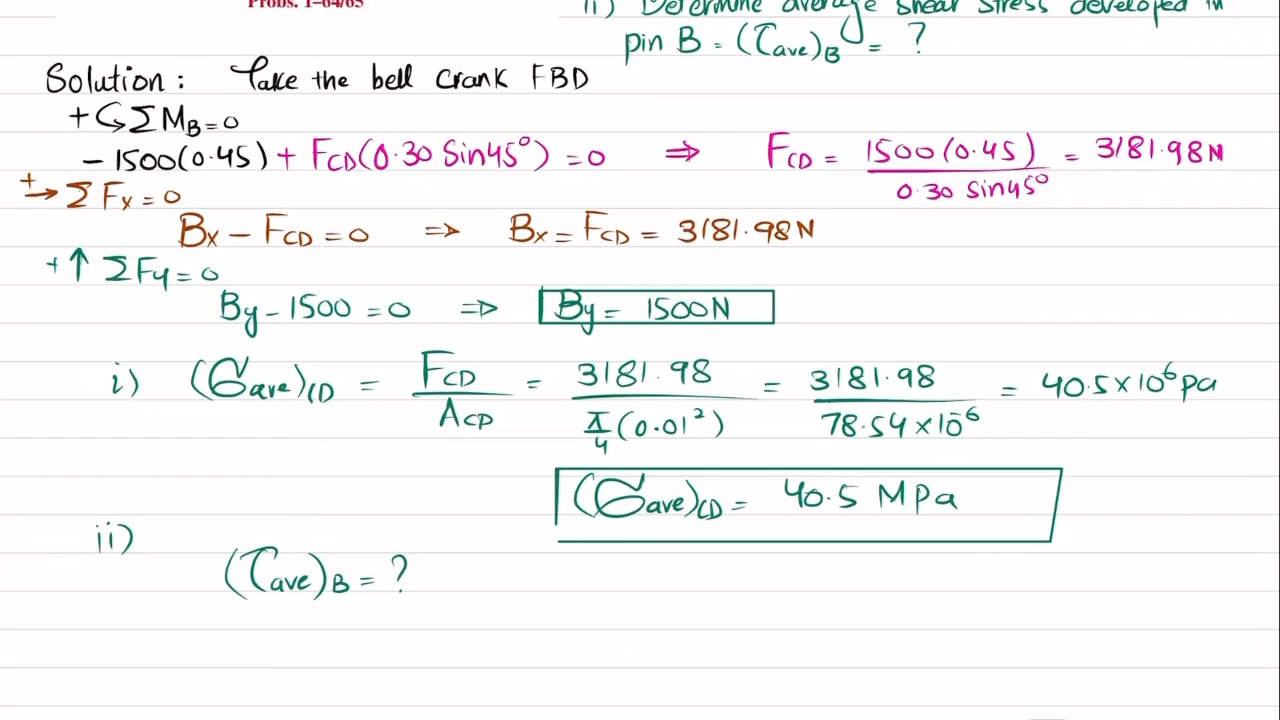 Probs. 1–64/65
ii) Determine average shear stress developed in
pin B = (τave)B = ?
Solution: Take the bell crank FBD
+↺ ΣMB=0
-1500(0.45) + FCD(0.30 Sin45°) = 0 ⇒ FCD = 1500(0.45) / 0.30 sin45° = 3181.98N
+→ ΣFx=0
Bx - FCD = 0 ⇒ Bx = FCD = 3181.98N
+↑ ΣFy=0
By - 1500 = 0 ⇒ By = 1500N
i) (σave)CD = FCD / ACD = 3181.98 / π/4 (0.01²) = 3181.98 / 78.54×10⁻⁶ = 40.5×10⁶pa
(σave)CD = 40.5 MPa
ii)
(τave)B = ?